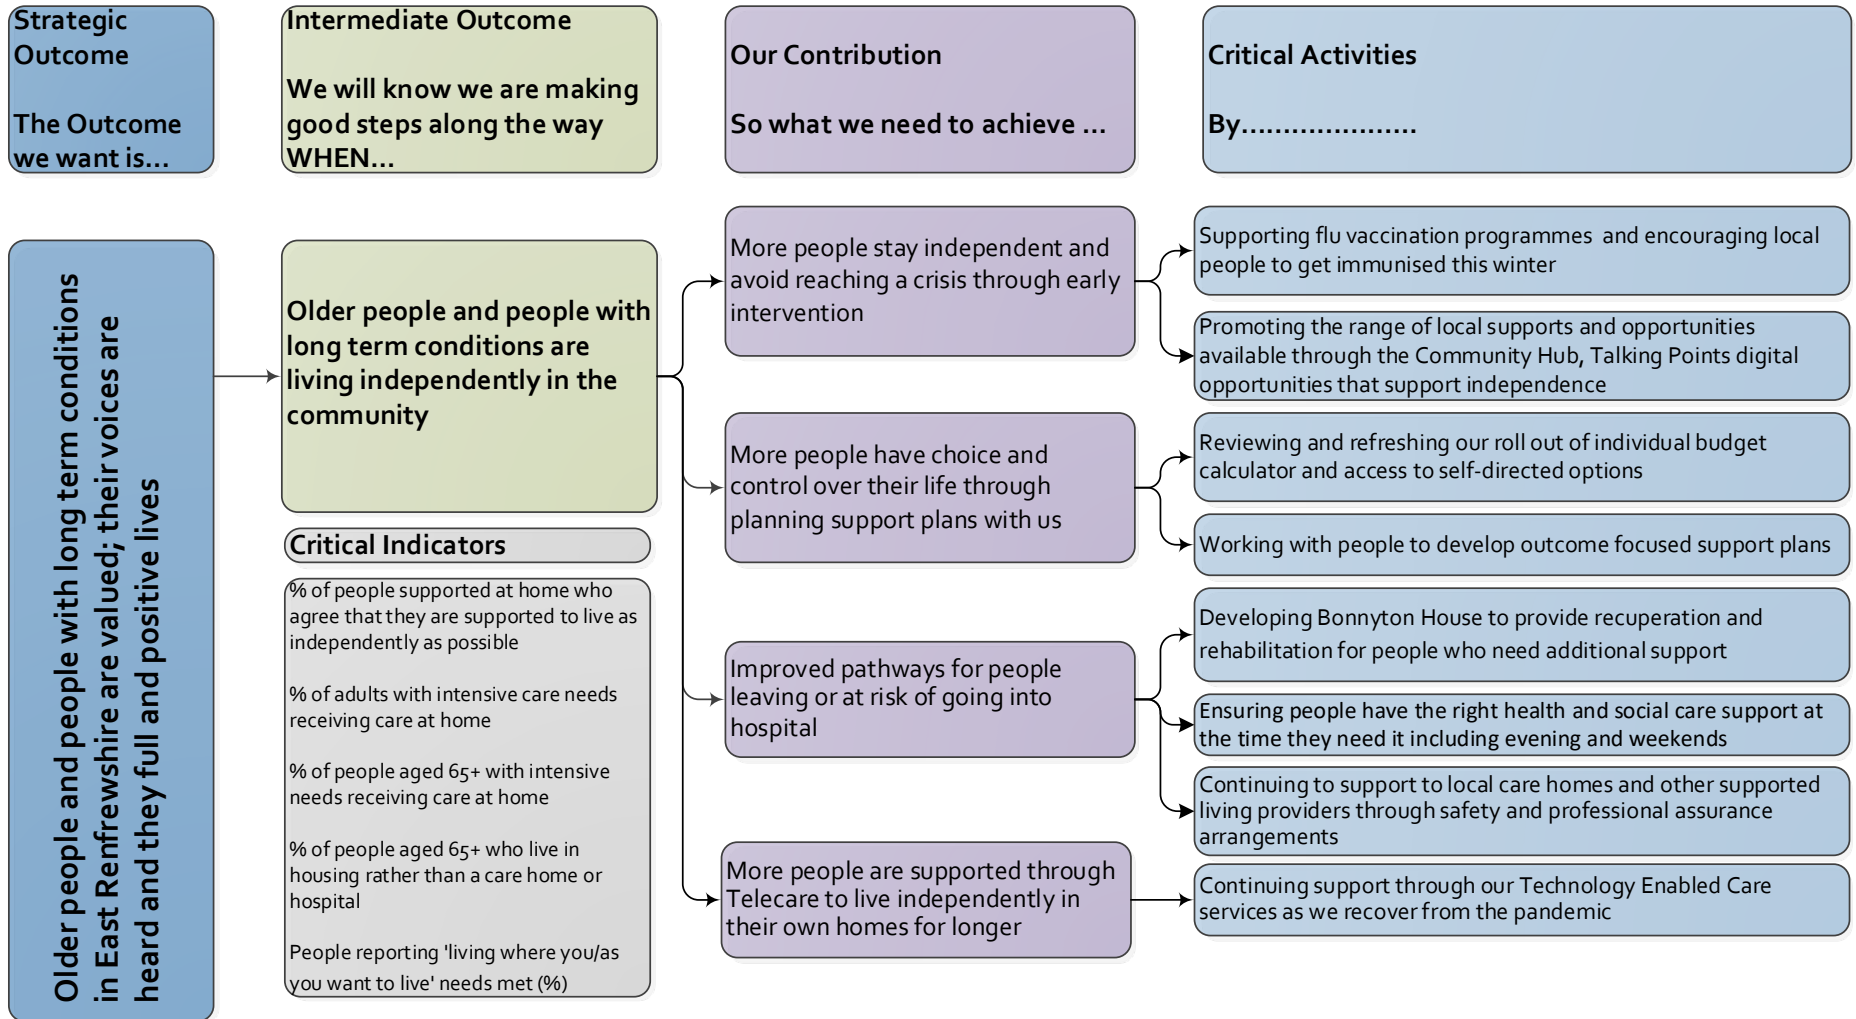 Strategic
Outcome
The Outcome
we want is...
Intermediate Outcome
We will know we are making
good steps along the way
WHEN...
Our Contribution
So what we need to achieve ...
Critical Activities
By.....................
Older people and people with long term conditions
in East Renfrewshire are valued; their voices are
heard and they full and positive lives
Older people and people with
long term conditions are
living independently in the
community
Critical Indicators
% of people supported at home who
agree that they are supported to live as
independently as possible
% of adults with intensive care needs
receiving care at home
% of people aged 65+ with intensive
needs receiving care at home
% of people aged 65+ who live in
housing rather than a care home or
hospital
People reporting 'living where you/as
you want to live' needs met (%)
More people stay independent and
avoid reaching a crisis through early
intervention
Supporting flu vaccination programmes and encouraging local
people to get immunised this winter
Promoting the range of local supports and opportunities
available through the Community Hub, Talking Points digital
opportunities that support independence
More people have choice and
control over their life through
planning support plans with us
Reviewing and refreshing our roll out of individual budget
calculator and access to self-directed options
Working with people to develop outcome focused support plans
Improved pathways for people
leaving or at risk of going into
hospital
Developing Bonnyton House to provide recuperation and
rehabilitation for people who need additional support
Ensuring people have the right health and social care support at
the time they need it including evening and weekends
Continuing to support to local care homes and other supported
living providers through safety and professional assurance
arrangements
More people are supported through
Telecare to live independently in
their own homes for longer
Continuing support through our Technology Enabled Care
services as we recover from the pandemic